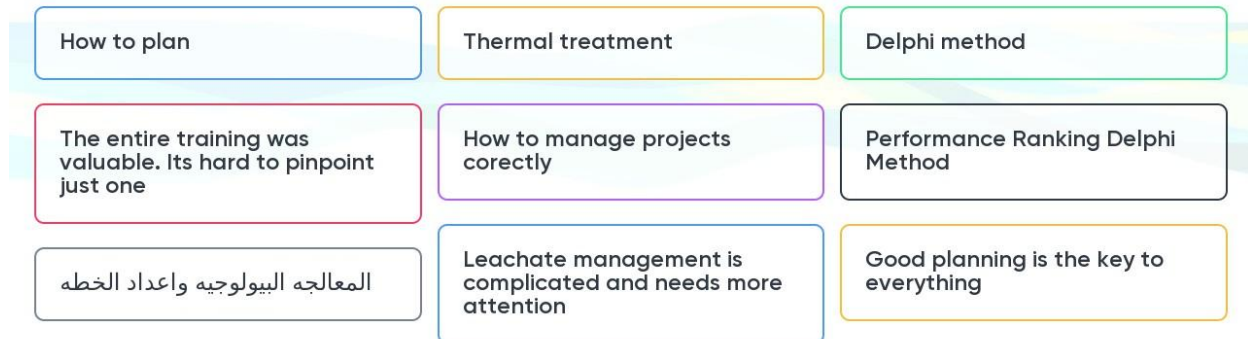 How to plan
Thermal treatment
Delphi method
The entire training was
valuable. Its hard to pinpoint
just one
How to manage projects
corectly
Performance Ranking Delphi
Method
المعالجه البيولوجيه واعداد الخطه
Leachate management is
complicated and needs more
attention
Good planning is the key to
everything